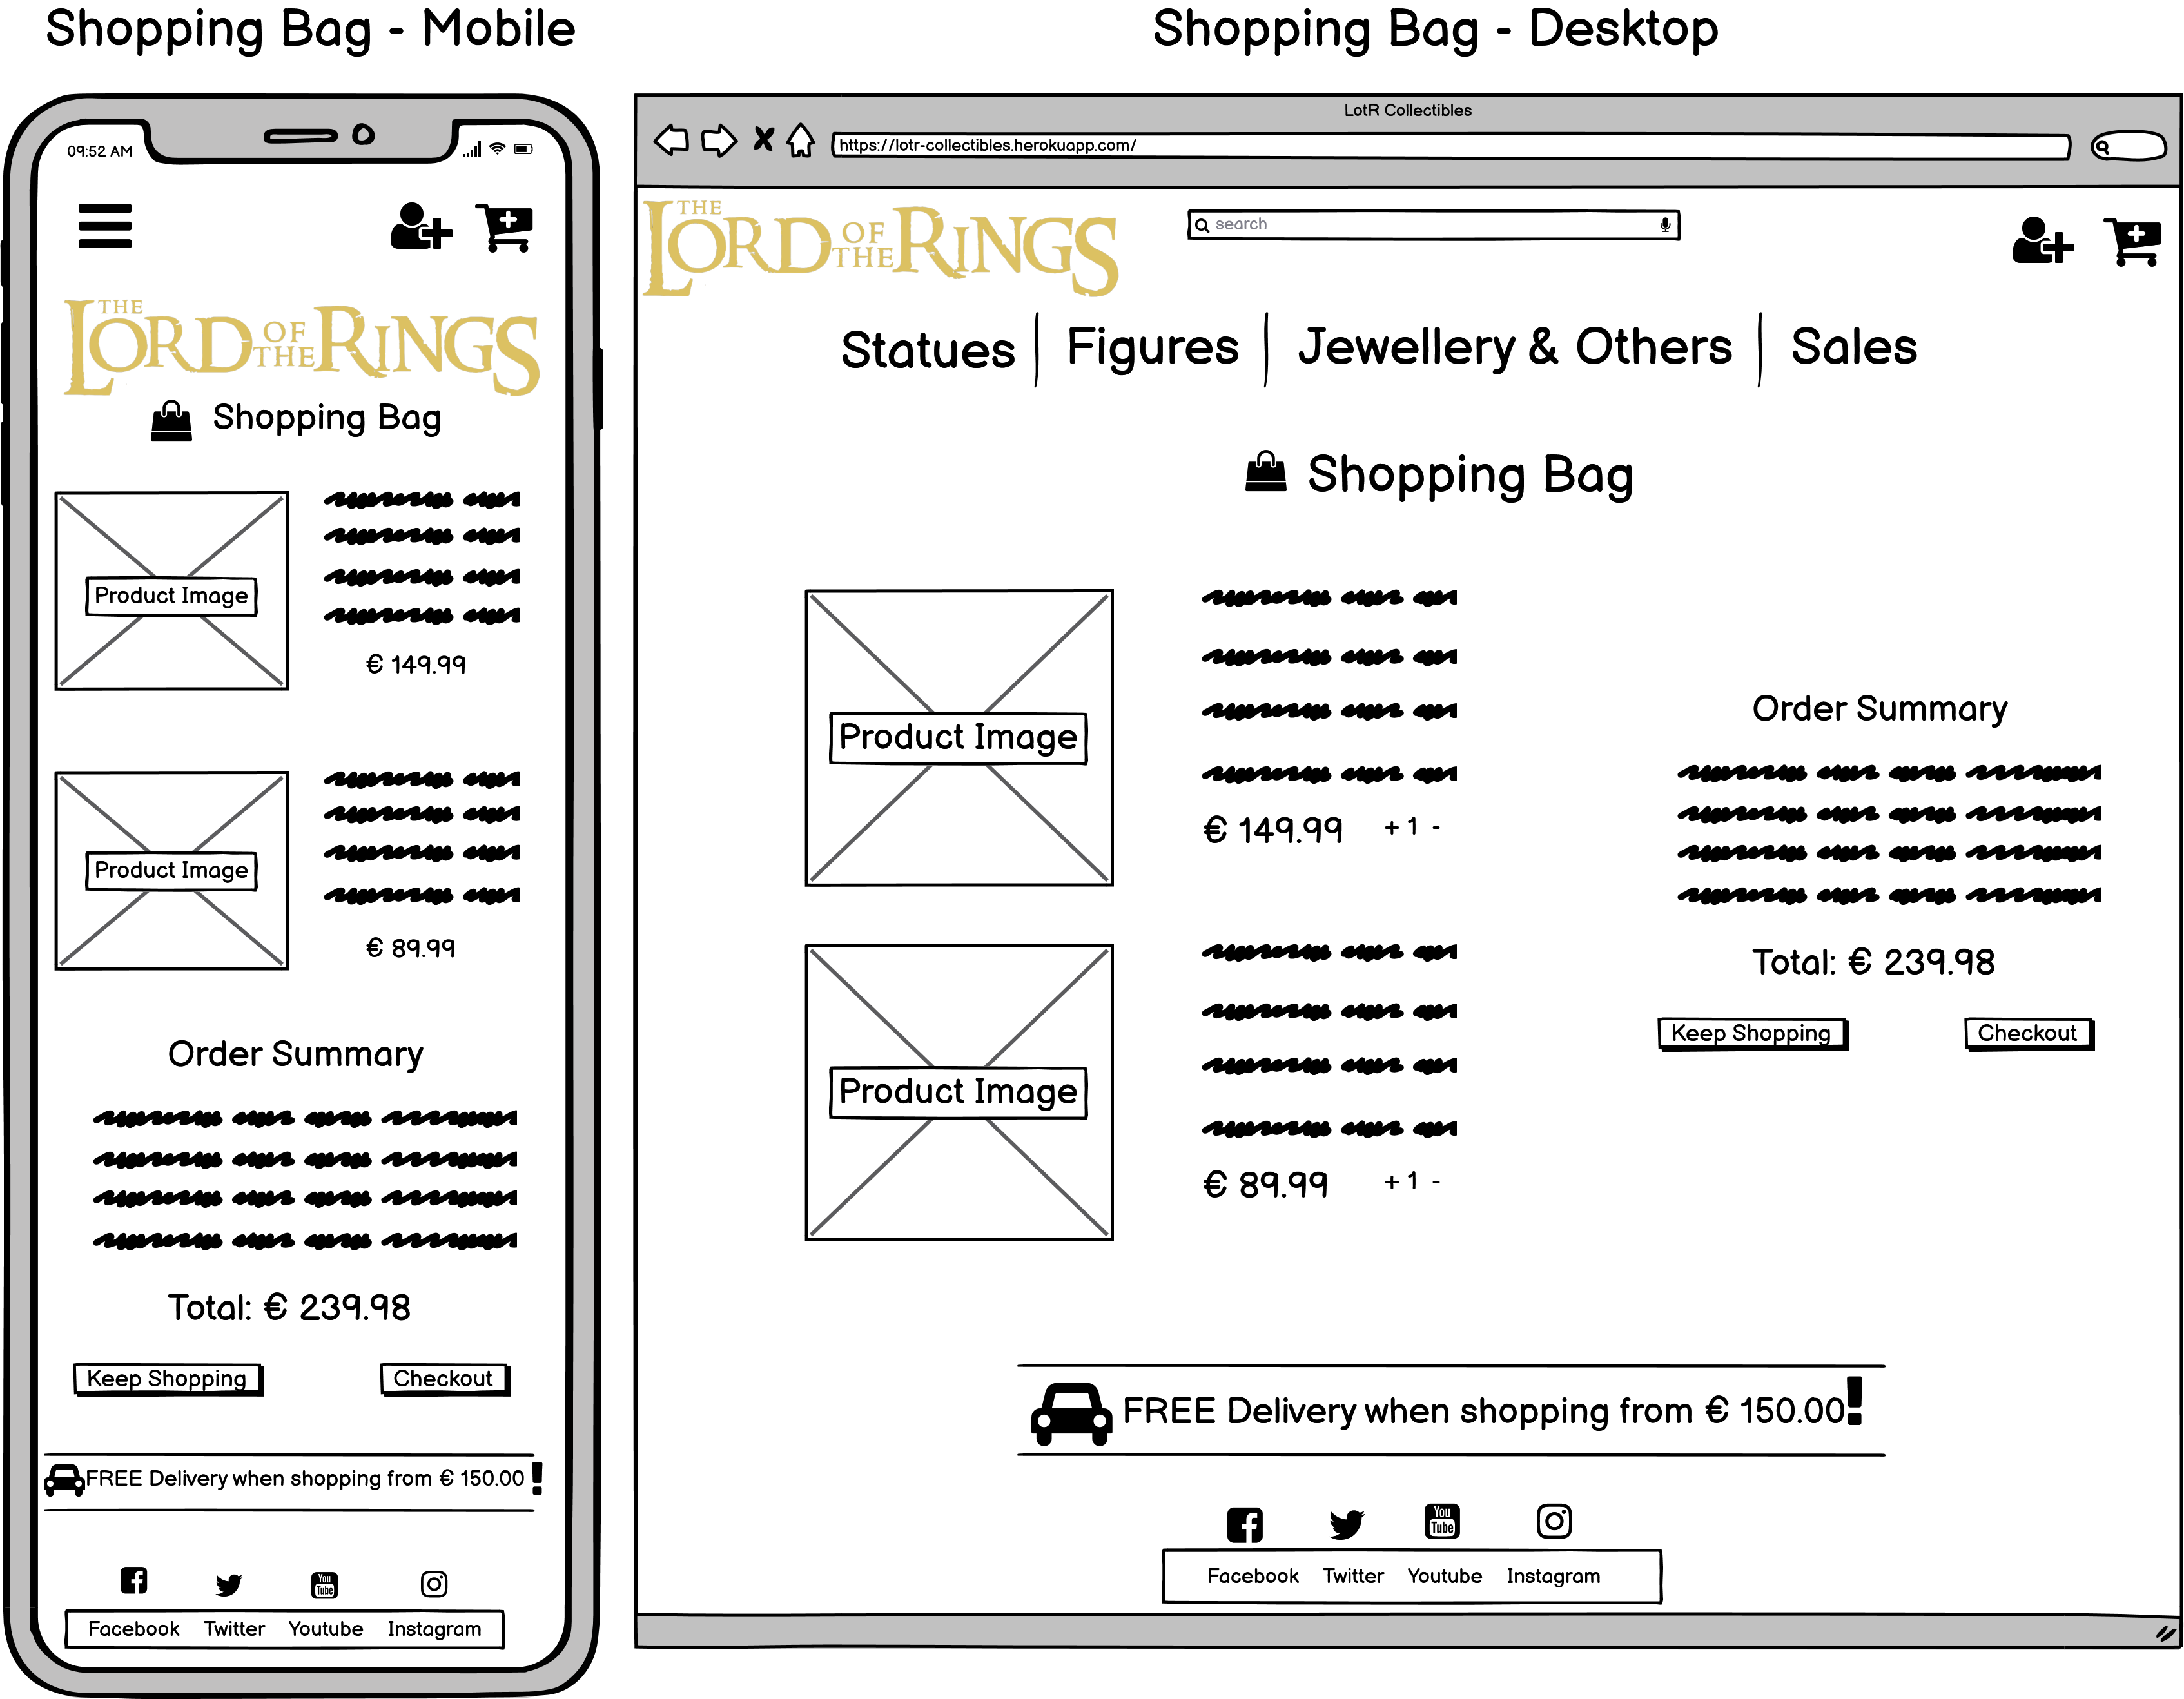 Shopping Bag - Mobile
09:52 AM
THE LORD OF THE RINGS
Shopping Bag
Product Image
€ 149.99
Product Image
€ 89.99
Order Summary
Total: € 239.98
Keep Shopping Checkout
FREE Delivery when shopping from € 150.00 !
You Tube
Facebook Twitter Youtube Instagram
Shopping Bag - Desktop
LotR Collectibles
https://lotr-collectibles.herokuapp.com/
THE LORD OF THE RINGS
search
Statues Figures Jewellery & Others Sales
Shopping Bag
Product Image
€ 149.99 + 1 -
Product Image
€ 89.99 + 1 -
Order Summary
Total: € 239.98
Keep Shopping Checkout
FREE Delivery when shopping from € 150.00 !
You Tube
Facebook Twitter Youtube Instagram